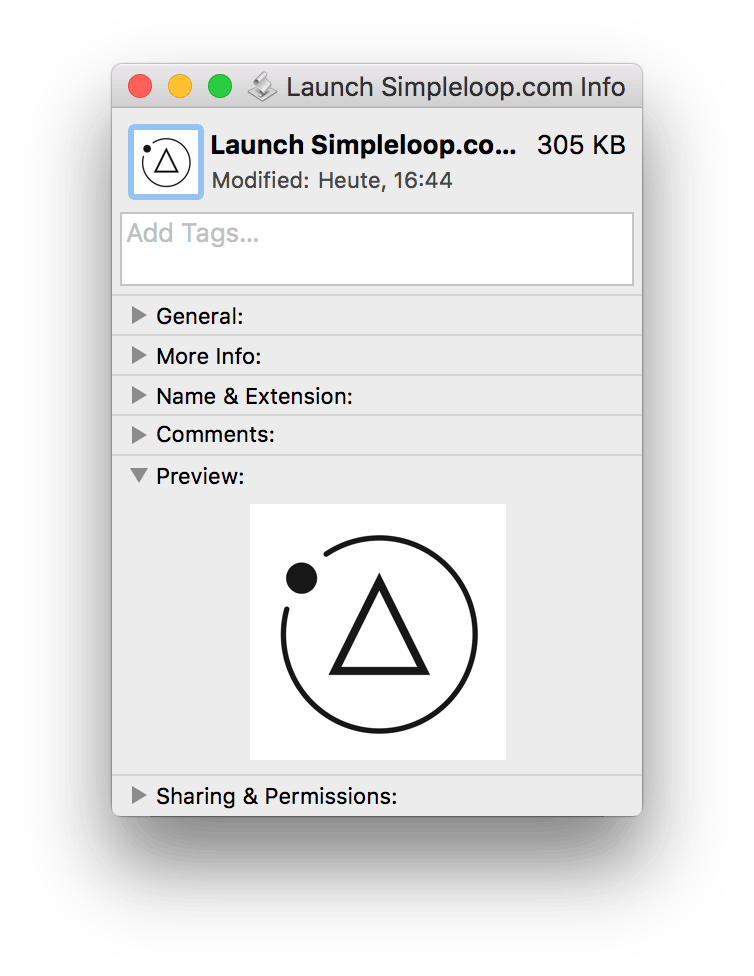 Launch Simpleloop.com Info
Launch Simpleloop.co... 305 KB
Modified: Heute, 16:44
Add Tags...
General:
More Info:
Name & Extension:
Comments:
Preview:
Sharing & Permissions: